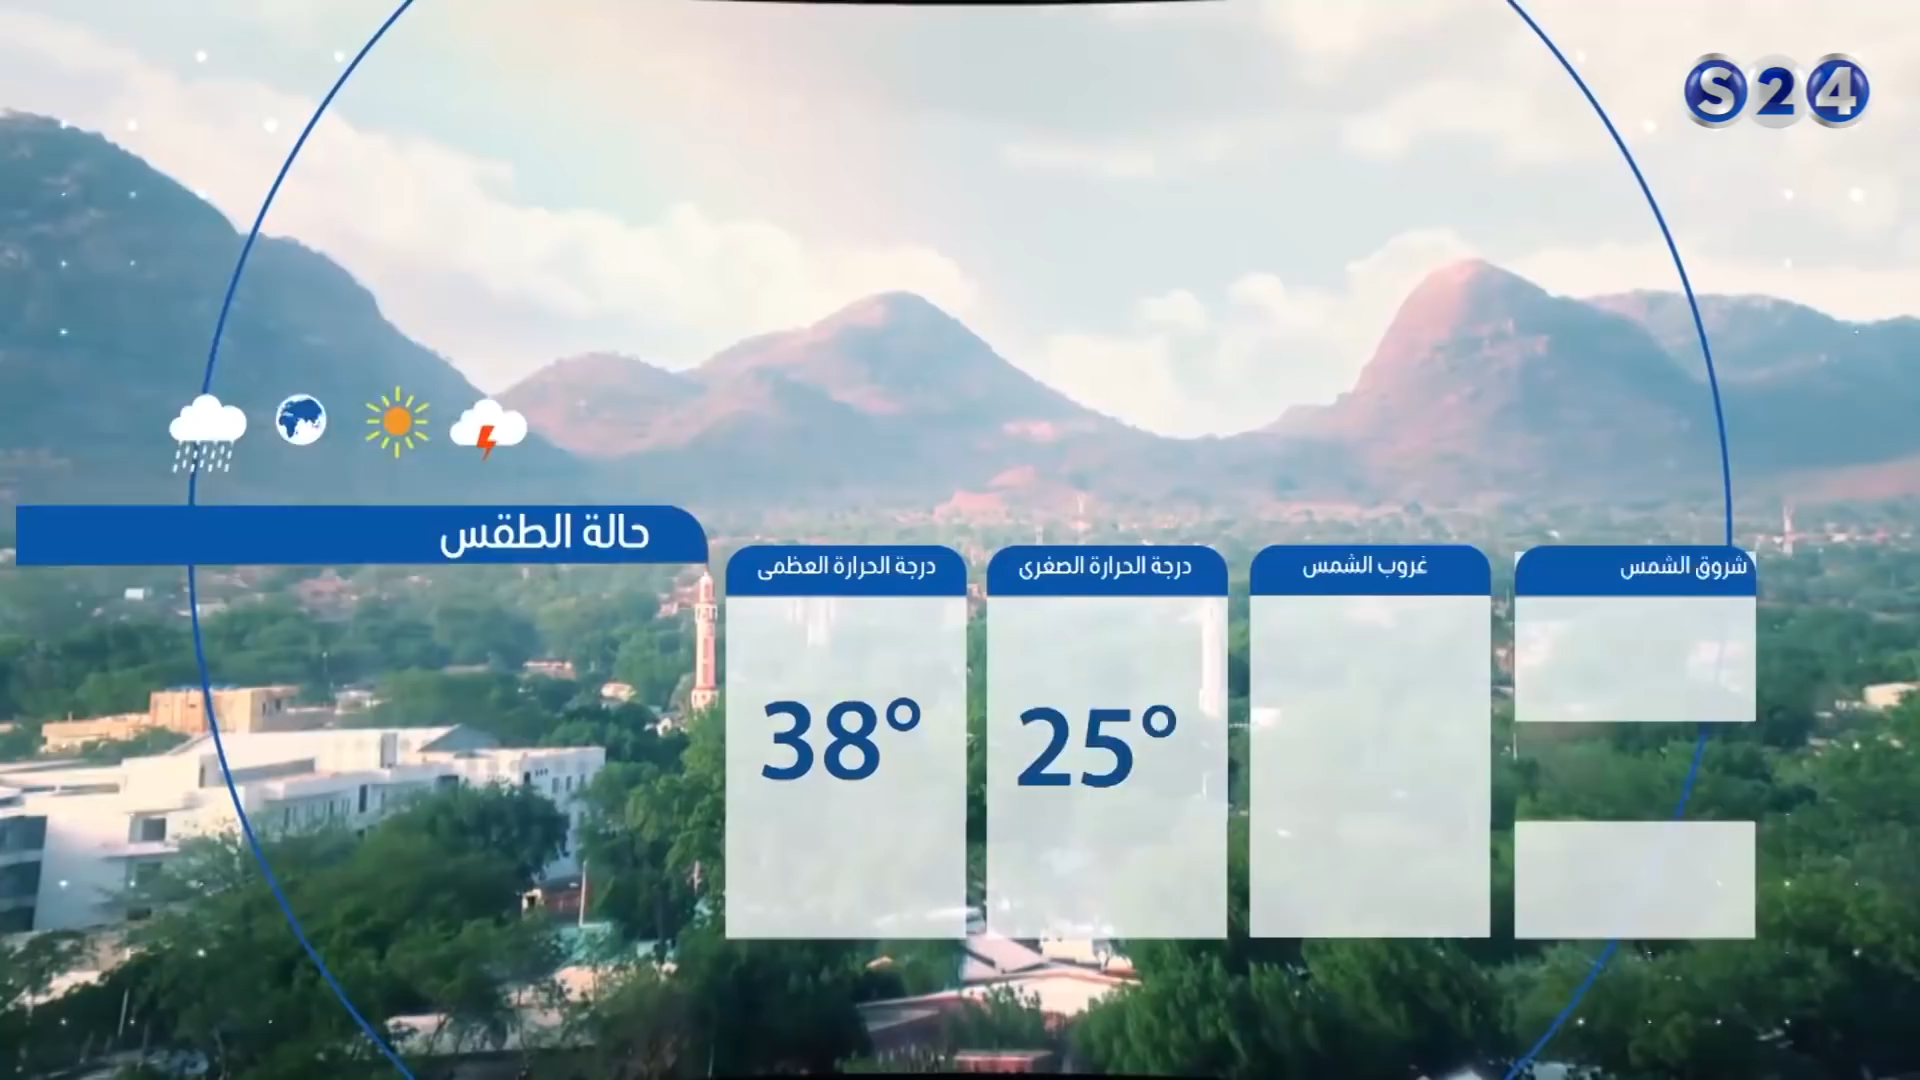 S24
حالة الطقس
شروق الشمس
غروب الشمس
درجة الحرارة الصغرى
درجة الحرارة العظمى
25°
38°